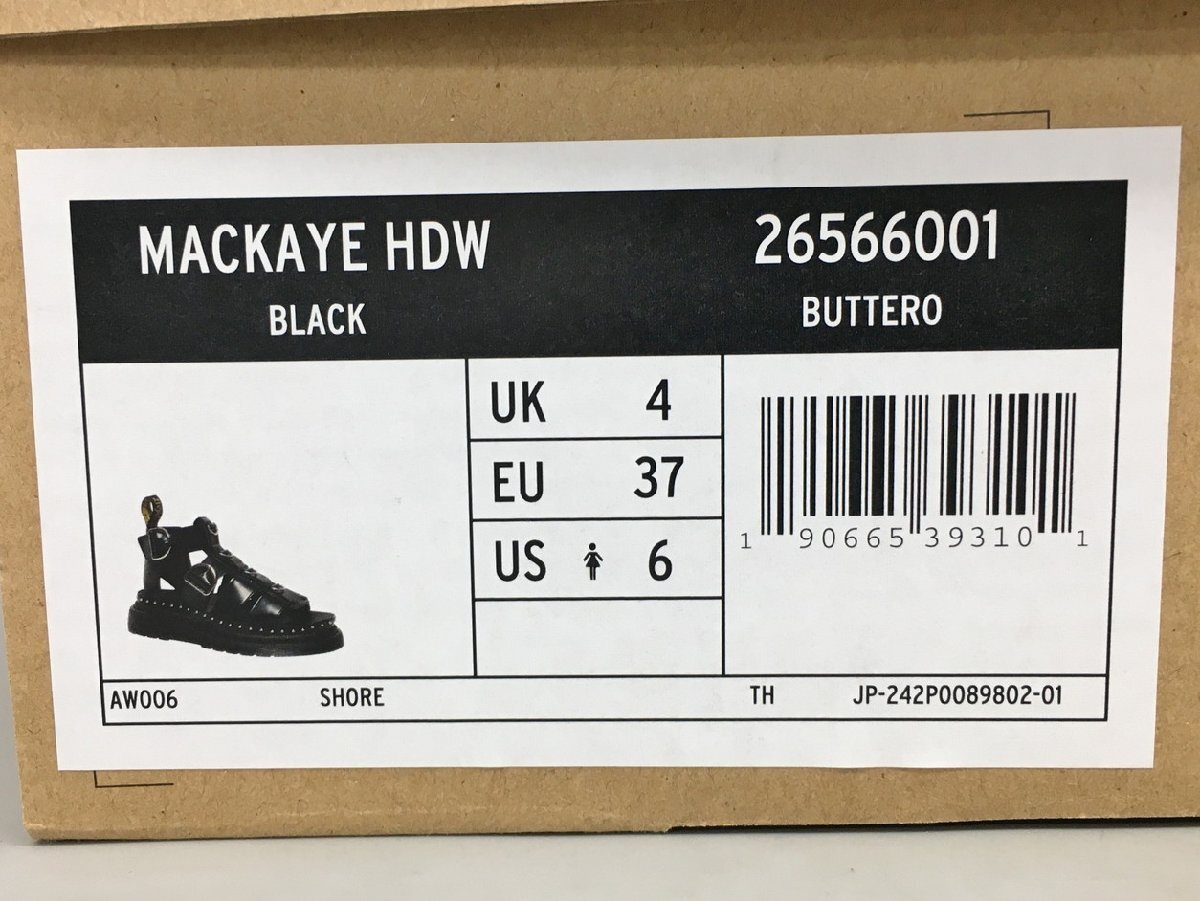 MACKAYE HDW 26566001
BLACK BUTTERO
UK 4
EU 37
US 6
1 90665 39310 1
AW006 SHORE TH JP-242P0089802-01